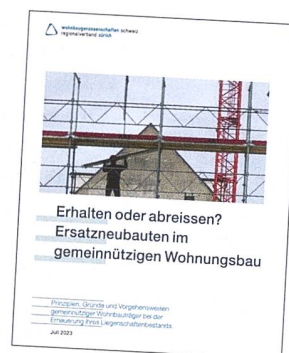 wohnbaugenossenschaften schweiz
regionalverband zürich
Erhalten oder abreissen?
Ersatzneubauten im
gemeinnützigen Wohnungsbau
Prinzipien, Gründe und Vorgehensweisen
gemeinnütziger Wohnbauträger bei der
Erneuerung ihres Liegenschaftenbestands
Juli 2023